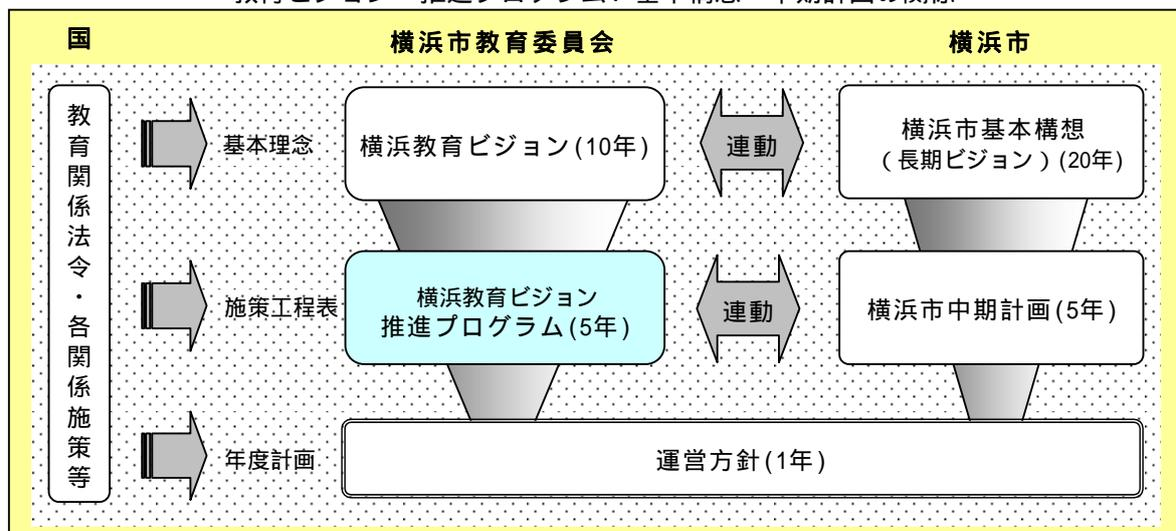 国
横浜市教育委員会
横浜市
教育関係法令・各関係施策等
基本理念
横浜教育ビジョン(10年)
連動
横浜市基本構想
(長期ビジョン)(20年)
施策工程表
横浜教育ビジョン
推進プログラム(5年)
連動
横浜市中期計画(5年)
年度計画
運営方針(1年)